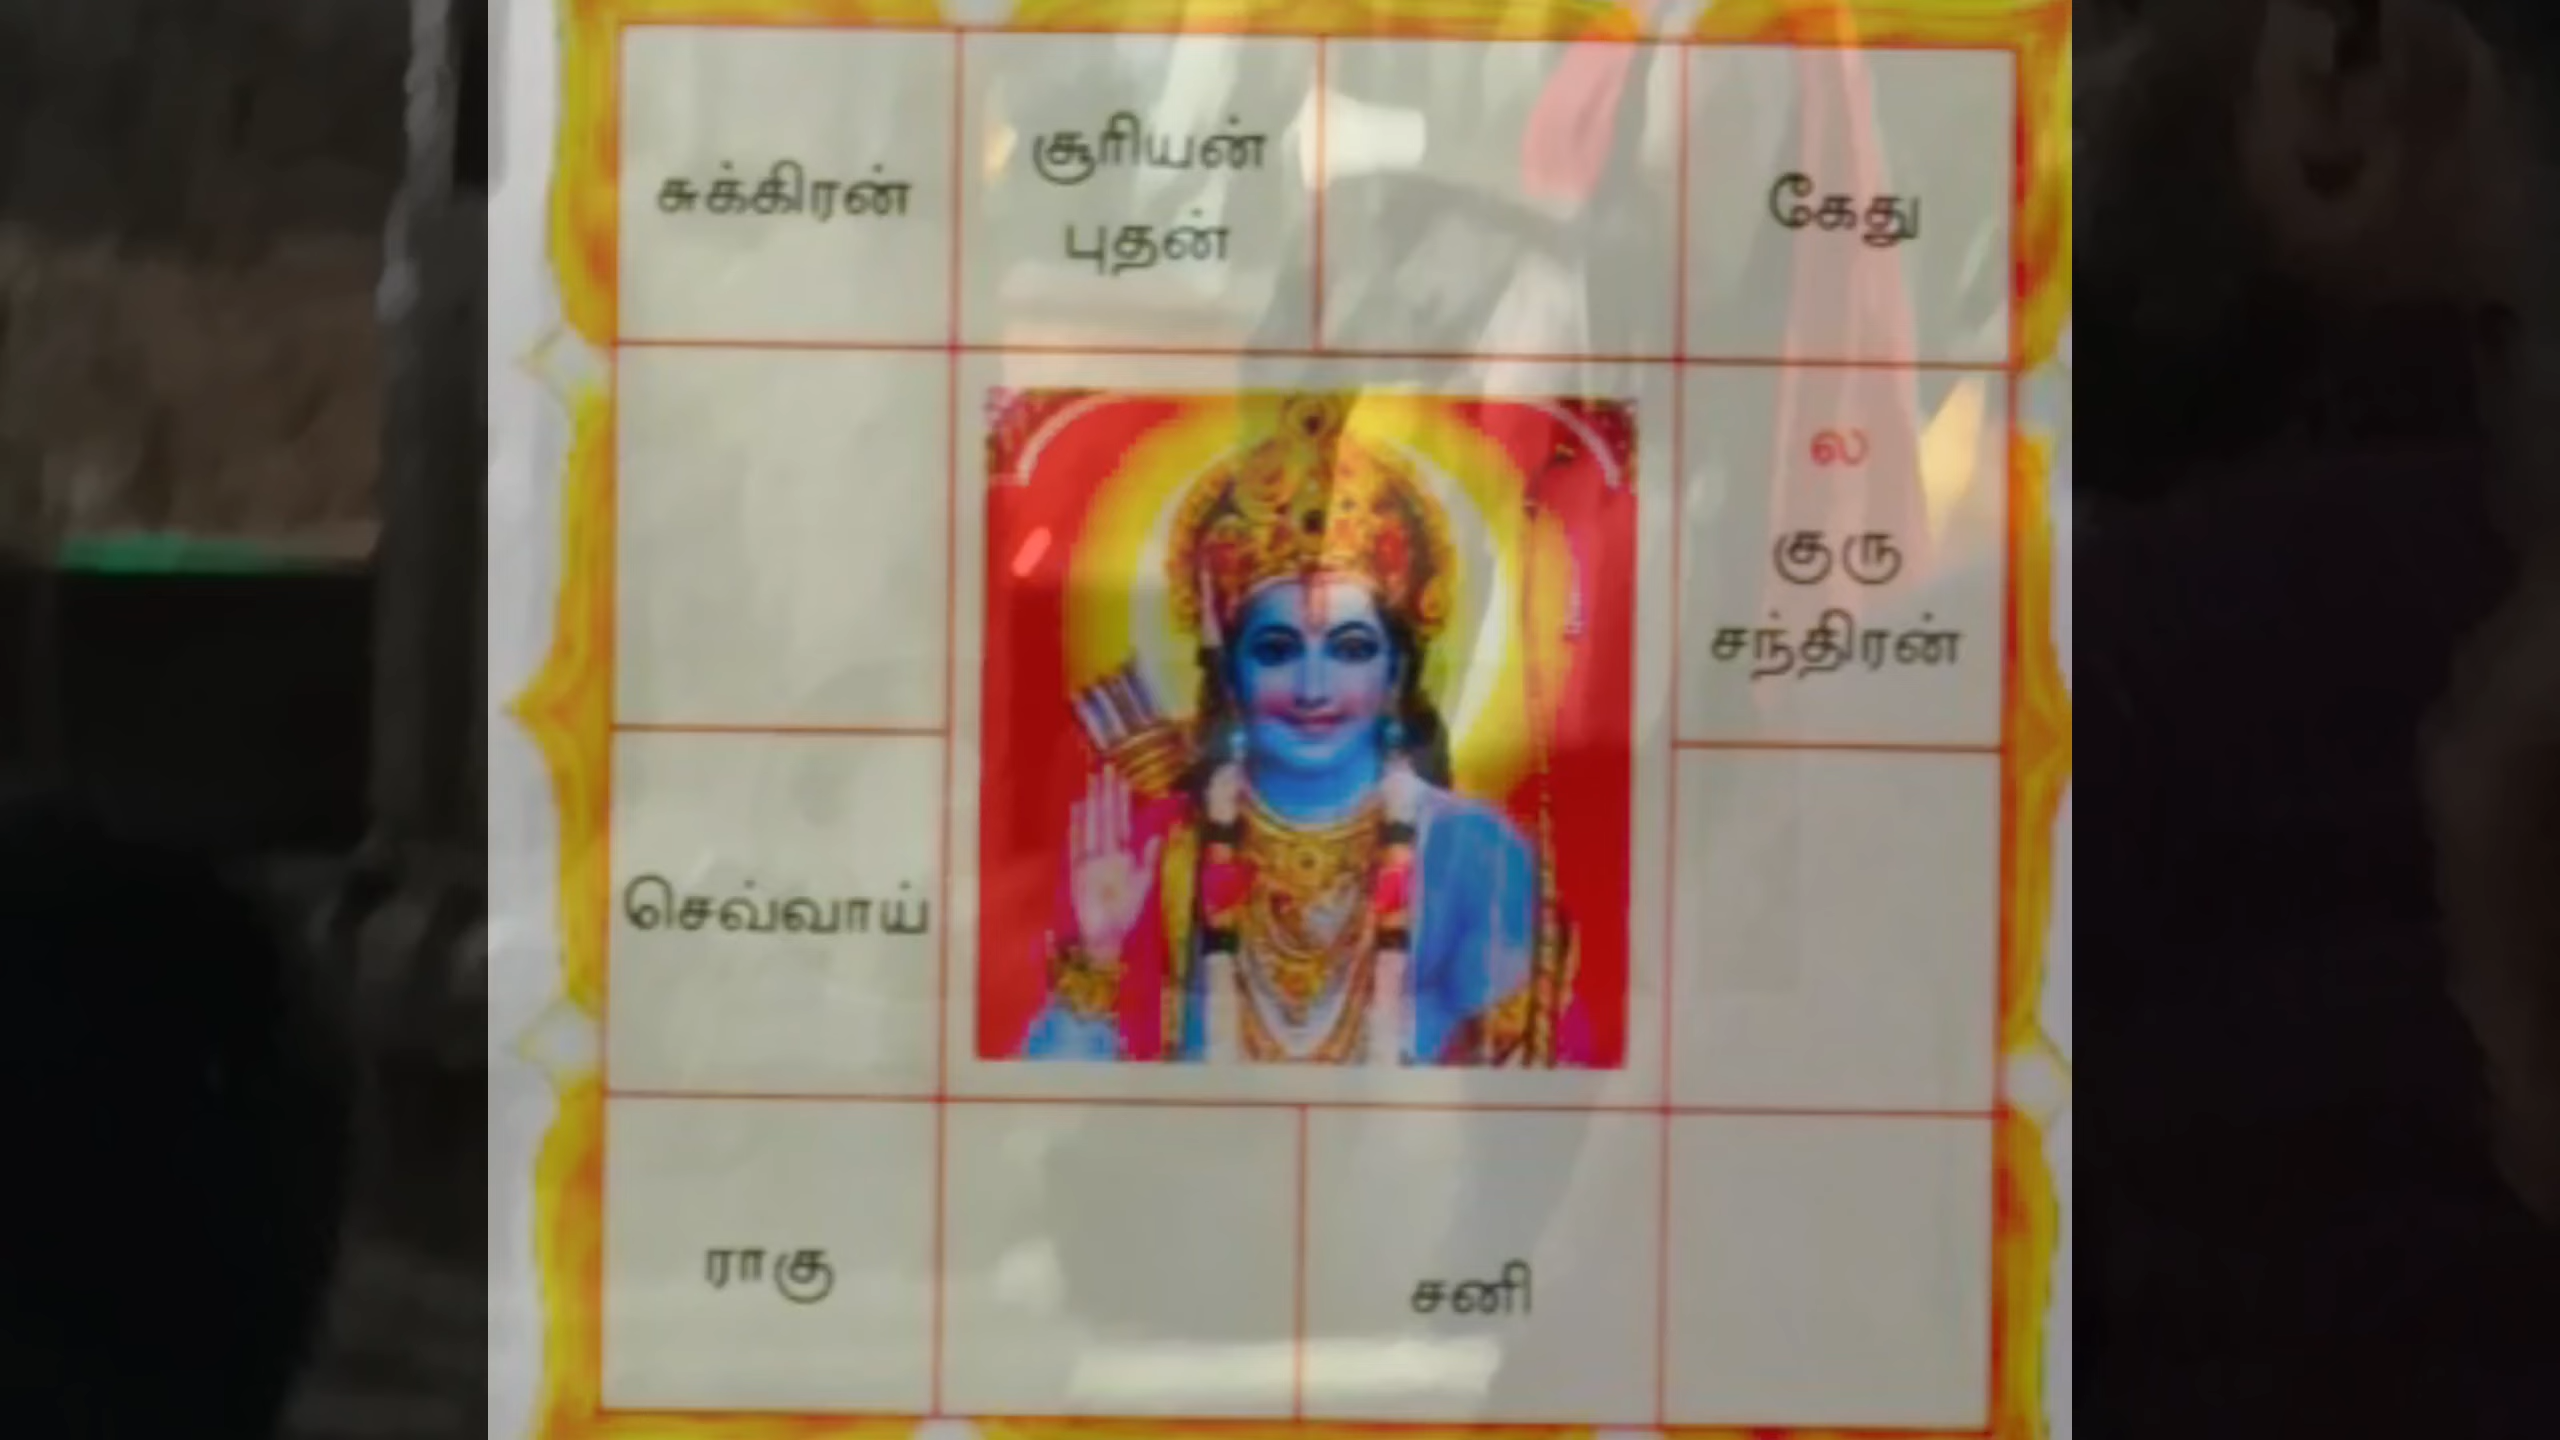 சுக்கிரன்
சூரியன்
புதன்
கேது
ல
குரு
சந்திரன்
செவ்வாய்
ராகு
சனி